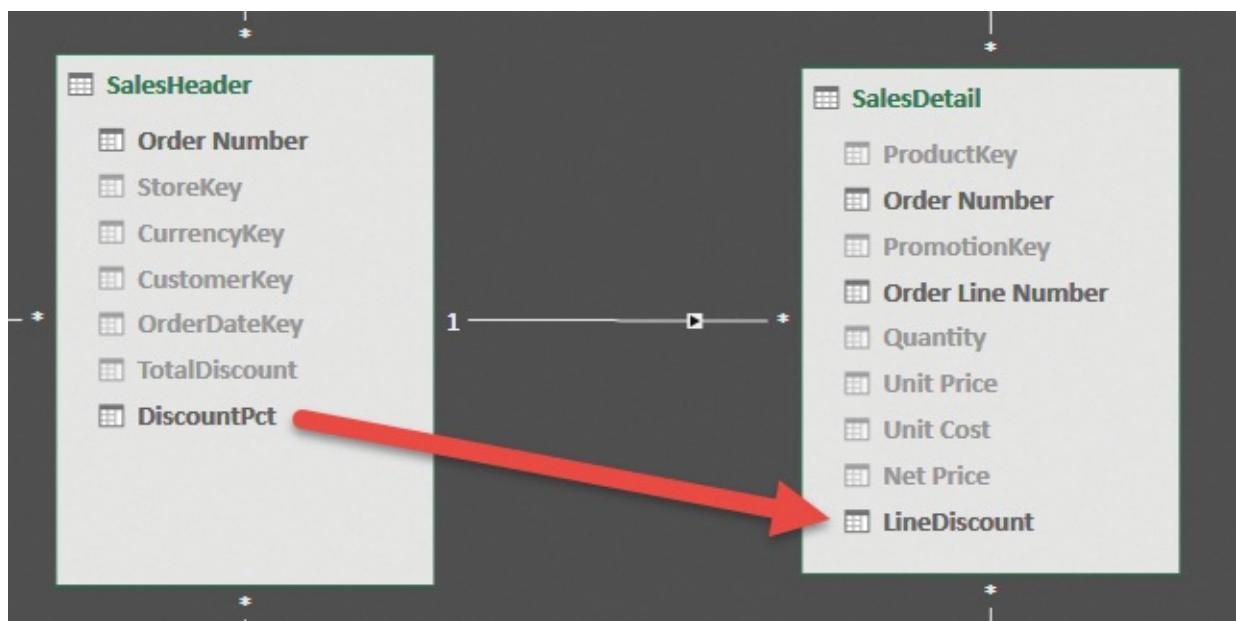 *
SalesHeader
Order Number
StoreKey
CurrencyKey
CustomerKey
OrderDateKey
TotalDiscount
DiscountPct
*
*
1
*
*
SalesDetail
ProductKey
Order Number
PromotionKey
Order Line Number
Quantity
Unit Price
Unit Cost
Net Price
LineDiscount
*